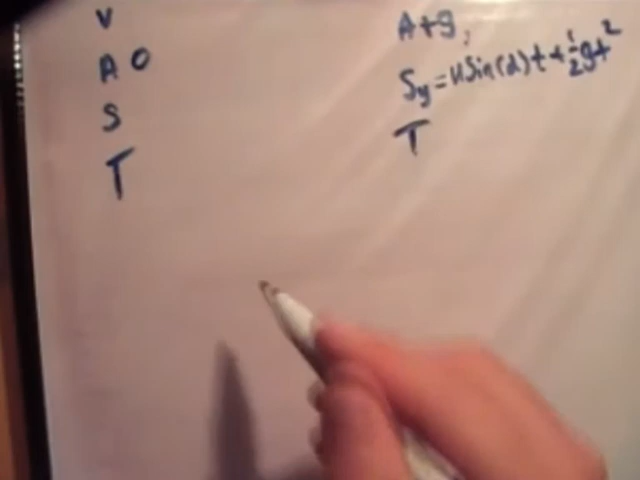 V
A O
S
T
A+g,
Sy=USin(α)t+½gt²
T